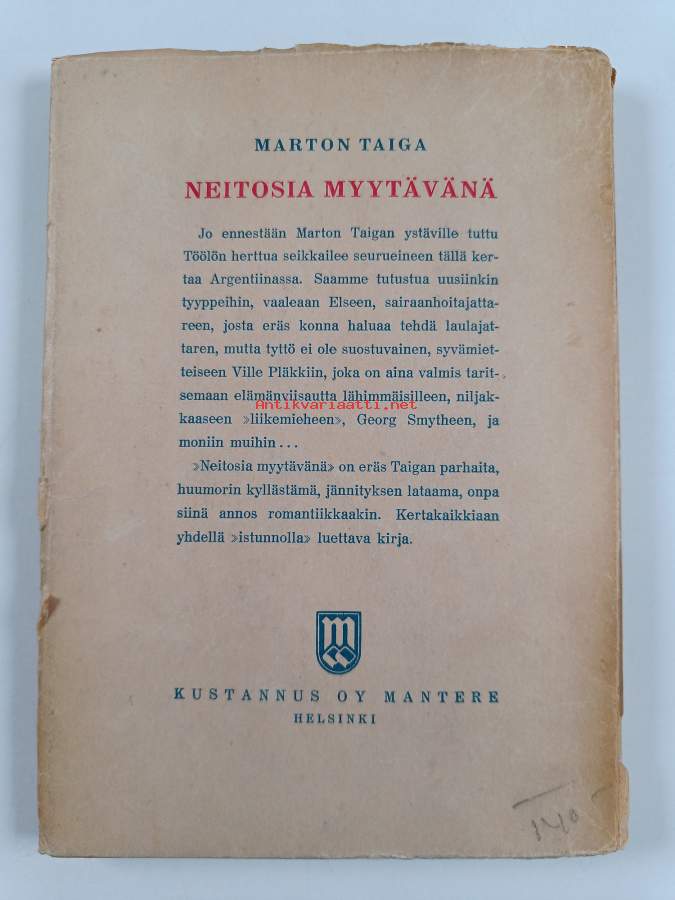 MARTON TAIGA
NEITOSIA MYYTÄVÄNÄ
Jo ennestään Marton Taigan ystäville tuttu
Töölön herttua seikkailee seurueineen tällä ker-
taa Argentiinassa. Saamme tutustua uusiinkin
tyyppeihin, vaaleaan Elseen, sairaanhoitajatta-
reen, josta eräs konna haluaa tehdä laulajat-
taren, mutta tyttö ei ole suostuvainen, syvämiet-
teiseen Ville Pläkkiin, joka on aina valmis tarit-
semaan elämänviisautta lähimmäisilleen, niljak-
Antikvariaatti.net
kaaseen »liikemieheen», Georg Smytheen, ja
moniin muihin...
»Neitosia myytävänä» on eräs Taigan parhaita,
huumorin kyllästämä, jännityksen lataama, onpa
siinä annos romantiikkaakin. Kertakaikkiaan
yhdellä »istunnolla» luettava kirja.
KUSTANNUS OY MANTERE
HELSINKI
140